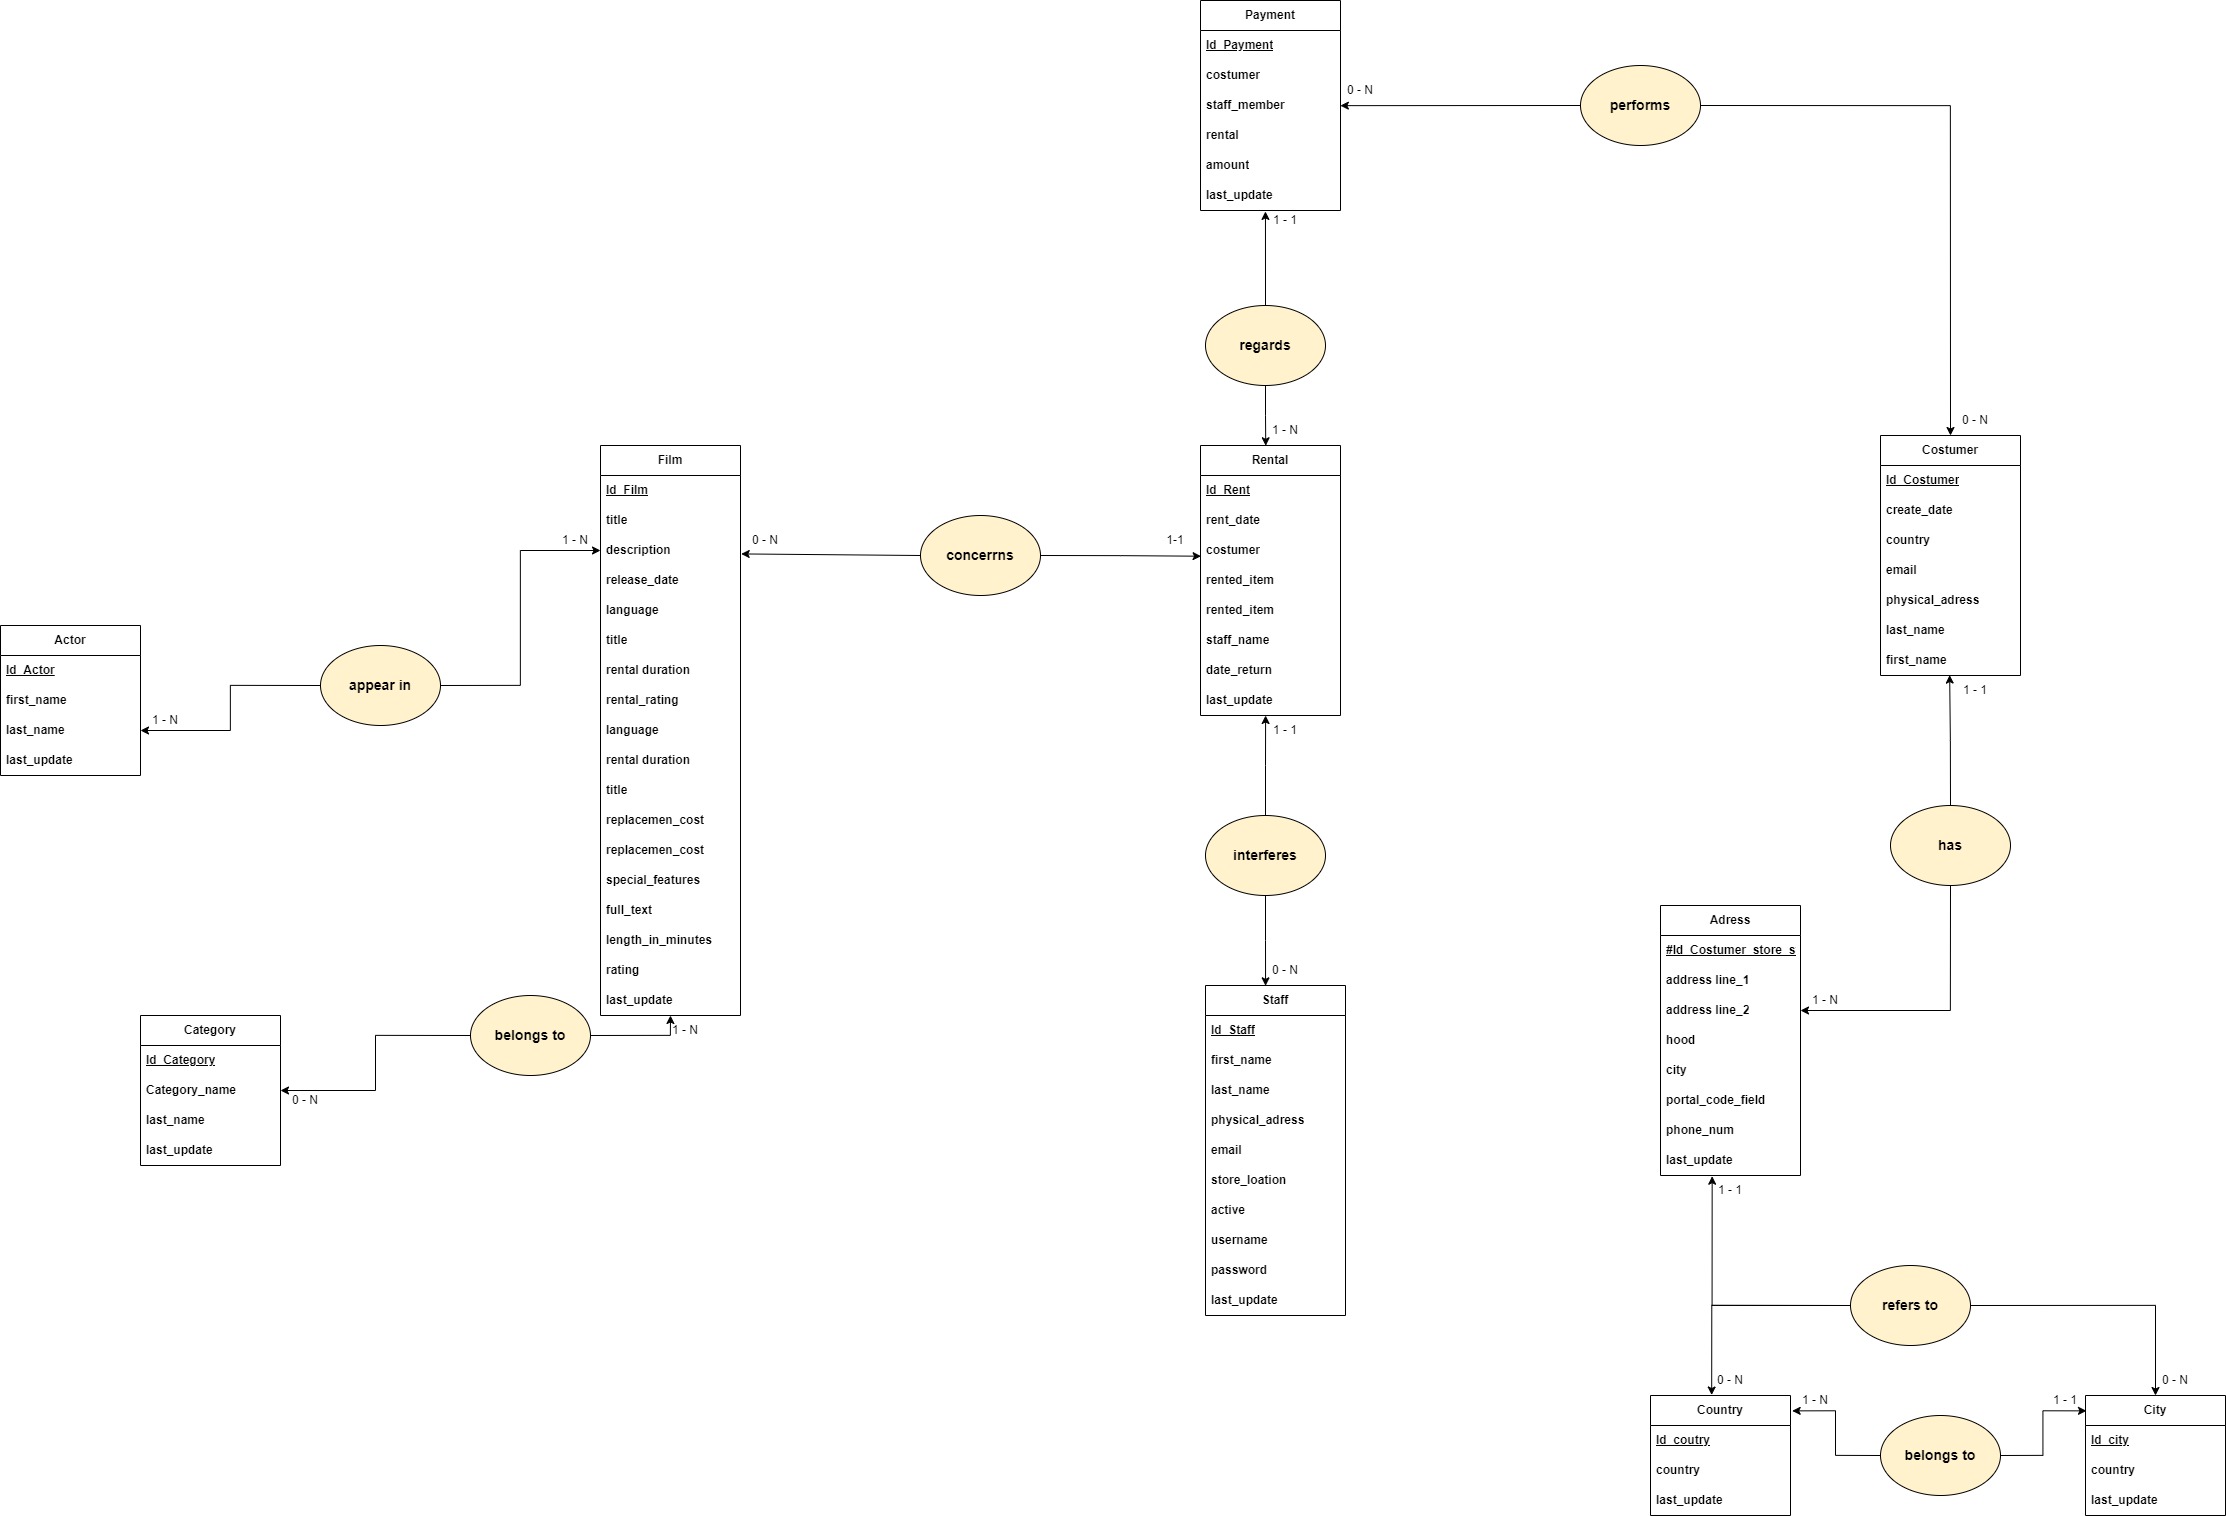 Payment
Id_Payment
costumer
staff_member
rental
amount
last_update
0 - N
performs
1 - 1
regards
1 - N
0 - N
Film
Id_Film
title
description
release_date
language
title
rental duration
rental_rating
language
rental duration
title
replacemen_cost
replacemen_cost
special_features
full_text
length_in_minutes
rating
last_update
1 - N
0 - N
concerrns
1-1
Rental
Id_Rent
rent_date
costumer
rented_item
rented_item
staff_name
date_return
last_update
Costumer
Id_Costumer
create_date
country
email
physical_adress
last_name
first_name
Actor
Id_Actor
first_name
last_name
last_update
1 - N
appear in
1 - 1
1 - 1
interferes
0 - N
has
Category
Id_Category
Category_name
last_name
last_update
0 - N
belongs to
1 - N
Staff
Id_Staff
first_name
last_name
physical_adress
email
store_loation
active
username
password
last_update
Adress
#Id_Costumer_store_s
address line_1
address line_2
hood
city
portal_code_field
phone_num
last_update
1 - N
1 - 1
refers to
0 - N
0 - N
Country
Id_coutry
country
last_update
1 - N
belongs to
1 - 1
City
Id_city
country
last_update